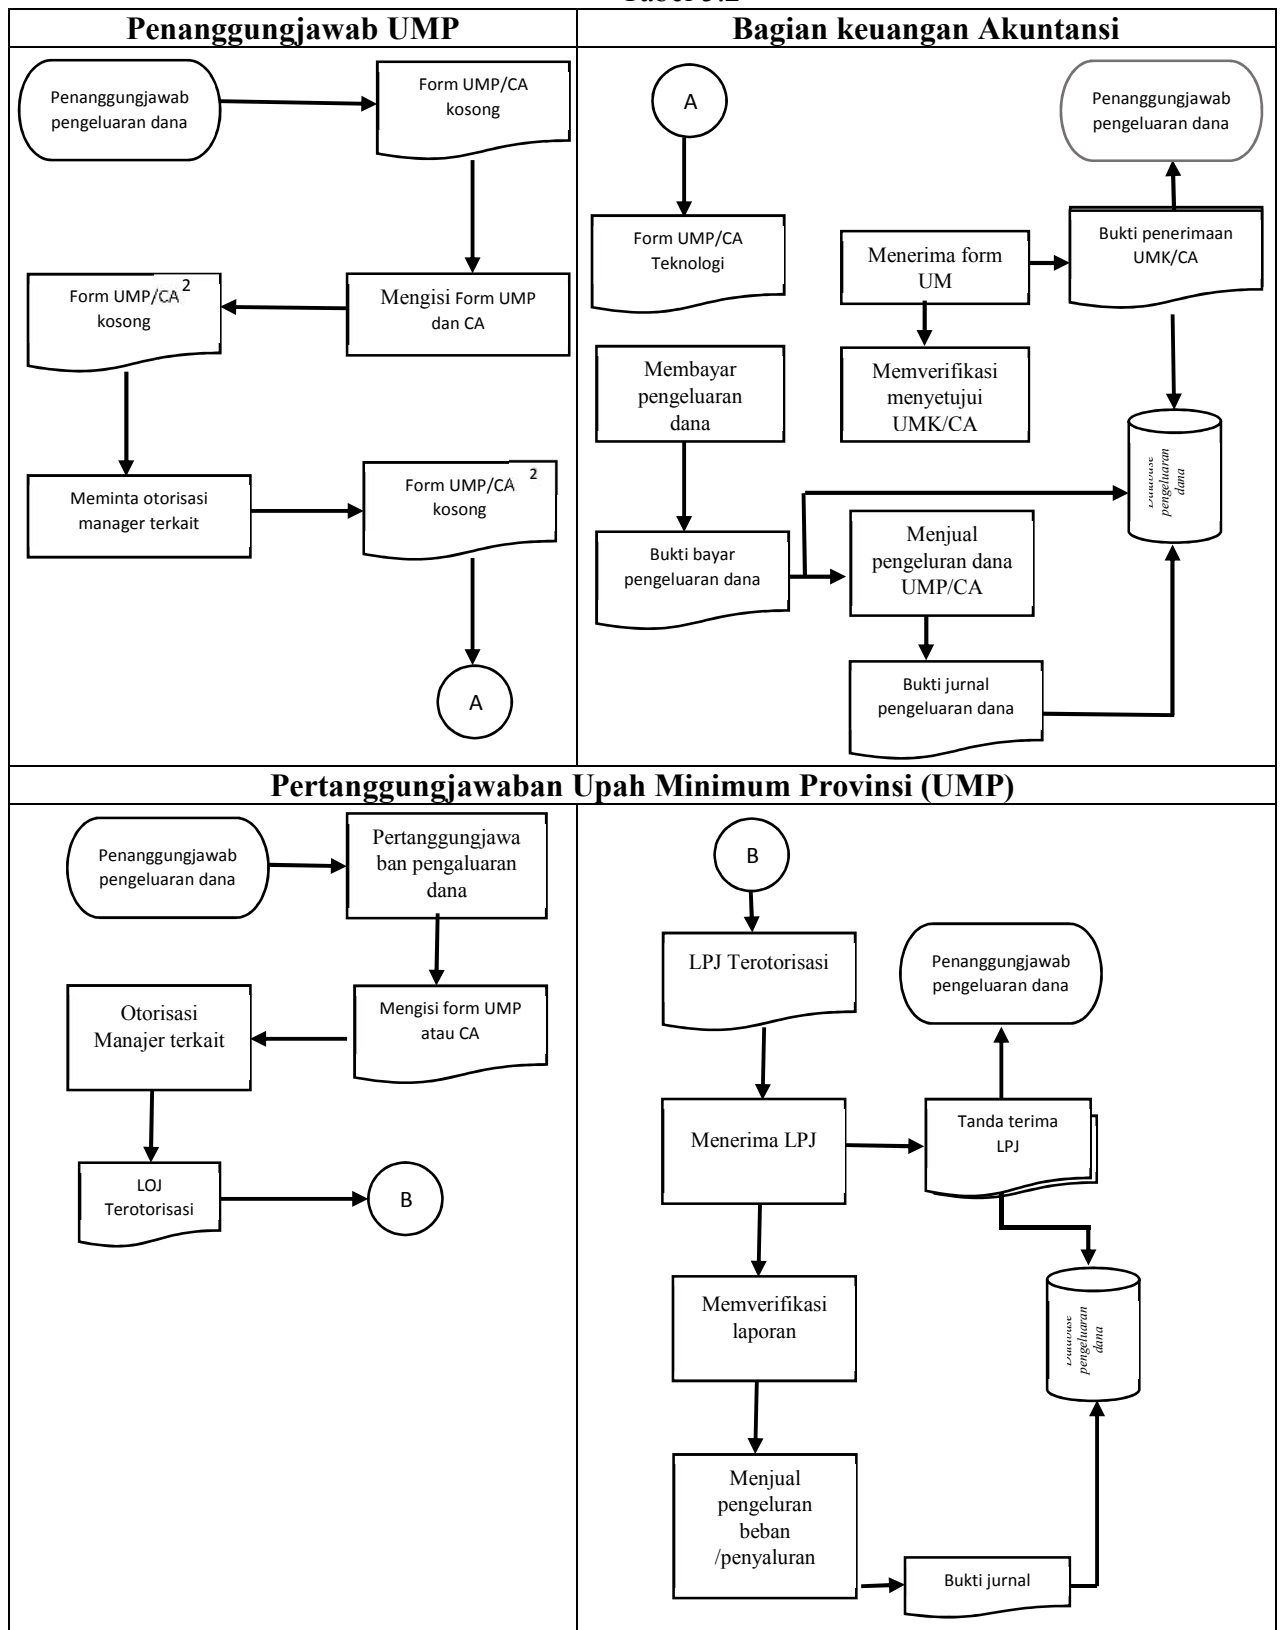 Penanggungjawab UMP
Bagian keuangan Akuntansi
Penanggungjawab
pengeluaran dana
Form UMP/CA
kosong
Form UMP/CA 2
kosong
Mengisi Form UMP
dan CA
Meminta otorisasi
manager terkait
Form UMP/CA 2
kosong
A
A
Penanggungjawab
pengeluaran dana
Form UMP/CA
Teknologi
Menerima form
UM
Bukti penerimaan
UMK/CA
Membayar
pengeluaran
dana
Memverifikasi
menyetujui
UMK/CA
pengeluaran
dana
Bukti bayar
pengeluaran dana
Menjual
pengeluran dana
UMP/CA
Bukti jurnal
pengeluaran dana
Pertanggungjawaban Upah Minimum Provinsi (UMP)
Penanggungjawab
pengeluaran dana
Pertanggungjawa
ban pengaluaran
dana
Otorisasi
Manajer terkait
Mengisi form UMP
atau CA
LOJ
Terotorisasi
B
B
LPJ Terotorisasi
Penanggungjawab
pengeluaran dana
Menerima LPJ
Tanda terima
LPJ
Memverifikasi
laporan
pengeluaran
dana
Menjual
pengeluran
beban
/penyaluran
Bukti jurnal